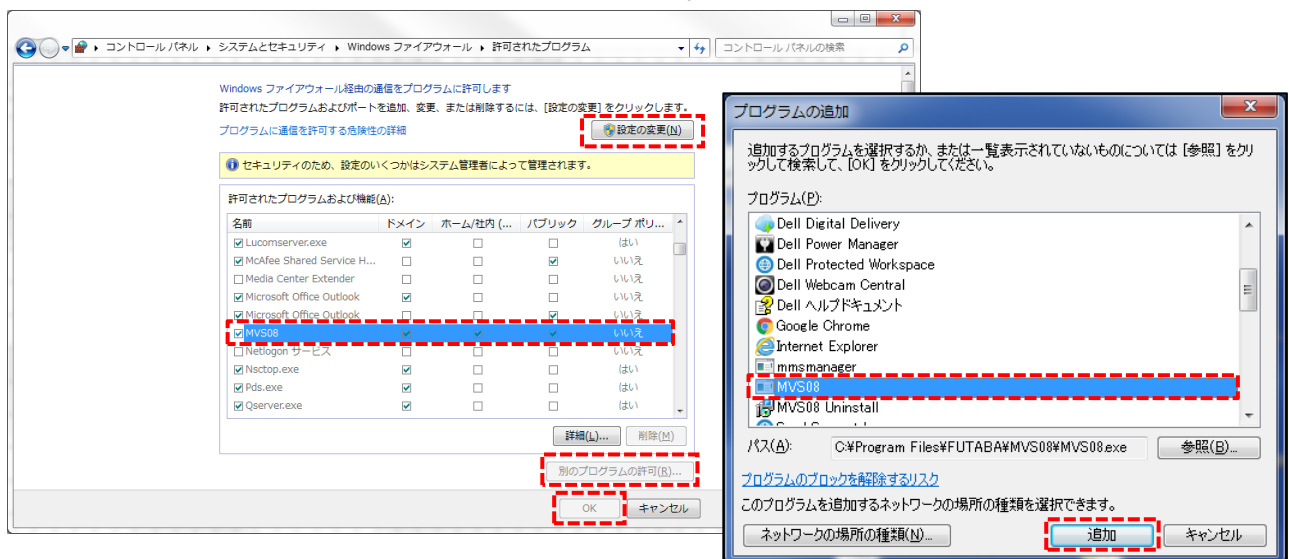 コントロール パネル ▸ システムとセキュリティ ▸ Windows ファイアウォール ▸ 許可されたプログラム
コントロール パネルの検索
Windows ファイアウォール経由の通信をプログラムに許可します
許可されたプログラムおよびポートを追加、変更、または削除するには、[設定の変更] をクリックします。
プログラムに通信を許可する危険性の詳細
設定の変更(N)
セキュリティのため、設定のいくつかはシステム管理者によって管理されます。
許可されたプログラムおよび機能(A):
名前 ドメイン ホーム/社内 (... パブリック グループ ポリ...
Lucomserver.exe はい
McAfee Shared Service H... いいえ
Media Center Extender いいえ
Microsoft Office Outlook いいえ
Microsoft Office Outlook いいえ
MVS08 いいえ
Netlogon サービス いいえ
Nsctop.exe はい
Pds.exe はい
Qserver.exe はい
詳細(L)... 削除(M)
別のプログラムの許可(R)...
OK キャンセル
プログラムの追加
追加するプログラムを選択するか、または一覧表示されていないものについては [参照] をクリ
ックして検索して、[OK] をクリックしてください。
プログラム(P):
Dell Digital Delivery
Dell Power Manager
Dell Protected Workspace
Dell Webcam Central
Dell ヘルプドキュメント
Google Chrome
Internet Explorer
mmsmanager
MVS08
MVS08 Uninstall
パス(A): C:¥Program Files¥FUTABA¥MVS08¥MVS08.exe 参照(B)...
プログラムのブロックを解除するリスク
このプログラムを追加するネットワークの場所の種類を選択できます。
ネットワークの場所の種類(N)... 追加 キャンセル